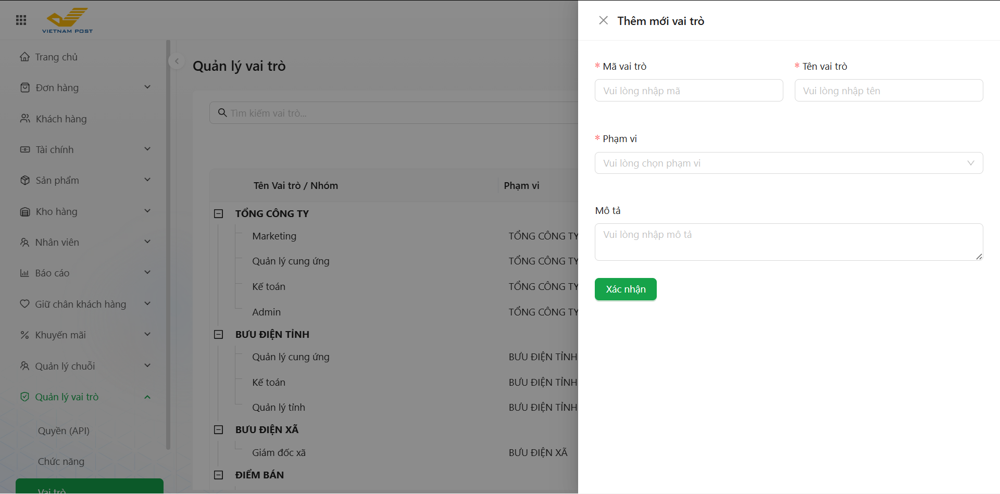 VIETNAM POST
Thêm mới vai trò
Trang chủ
Đơn hàng
Khách hàng
Tài chính
Sản phẩm
Kho hàng
Nhân viên
Báo cáo
Giữ chân khách hàng
Khuyến mãi
Quản lý chuỗi
Quản lý vai trò
Quyền (API)
Chức năng
Vai trò
Quản lý vai trò
Tìm kiếm vai trò...
Tên Vai trò / Nhóm Phạm vi
TỔNG CÔNG TY
Marketing TỔNG CÔNG TY
Quản lý cung ứng TỔNG CÔNG TY
Kế toán TỔNG CÔNG TY
Admin TỔNG CÔNG TY
BƯU ĐIỆN TỈNH
Quản lý cung ứng BƯU ĐIỆN TỈNH
Kế toán BƯU ĐIỆN TỈNH
Quản lý tỉnh BƯU ĐIỆN TỈNH
BƯU ĐIỆN XÃ
Giám đốc xã BƯU ĐIỆN XÃ
ĐIỂM BÁN
* Mã vai trò * Tên vai trò
Vui lòng nhập mã Vui lòng nhập tên
* Phạm vi
Vui lòng chọn phạm vi
Mô tả
Vui lòng nhập mô tả
Xác nhận